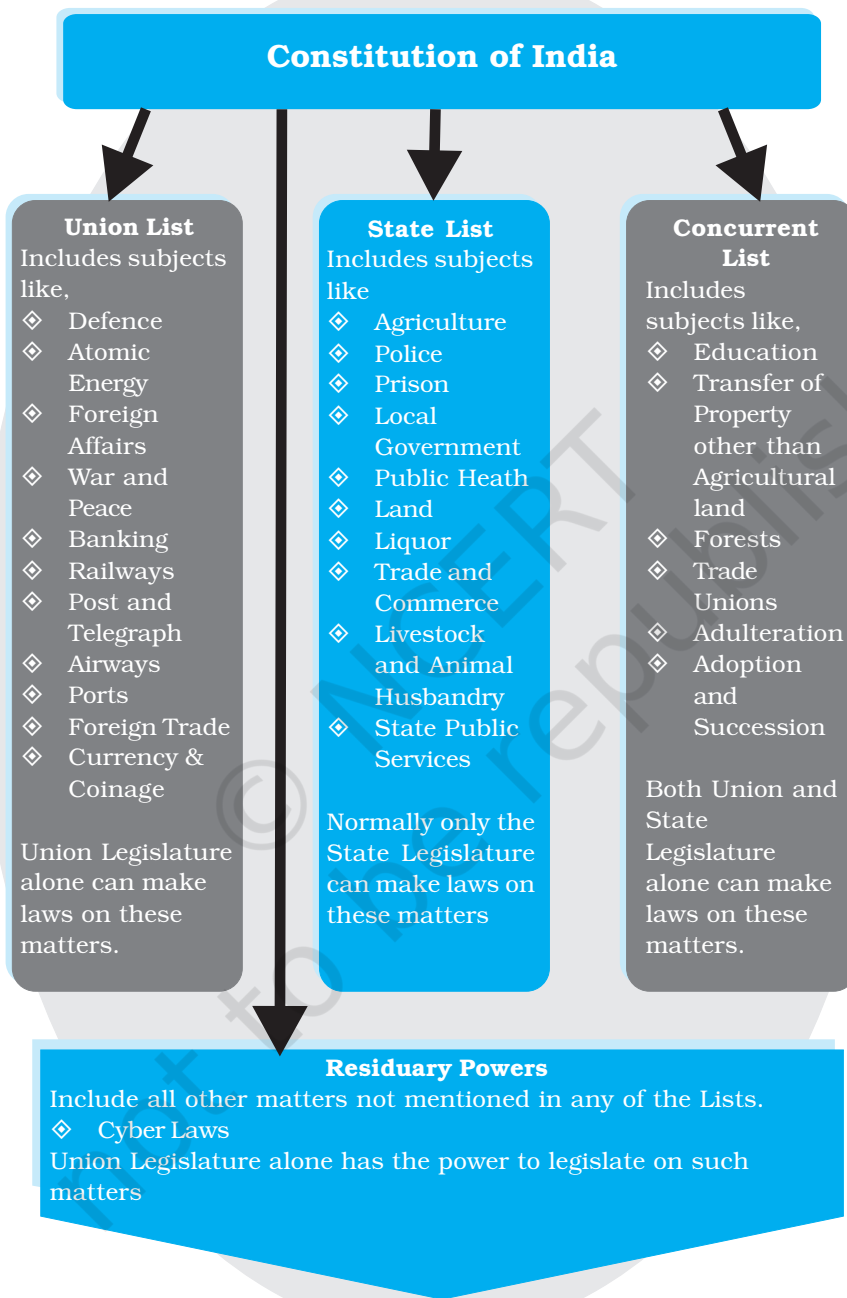 Constitution of India
Union List
Includes subjects
like,
Defence
Atomic
Energy
Foreign
Affairs
War and
Peace
Banking
Railways
Post and
Telegraph
Airways
Ports
Foreign Trade
Currency &
Coinage
Union Legislature
alone can make
laws on these
matters.
State List
Includes subjects
like
Agriculture
Police
Prison
Local
Government
Public Heath
Land
Liquor
Trade and
Commerce
Livestock
and Animal
Husbandry
State Public
Services
Normally only the
State Legislature
can make laws on
these matters
Concurrent
List
Includes
subjects like,
Education
Transfer of
Property
other than
Agricultural
land
Forests
Trade
Unions
Adulteration
Adoption
and
Succession
Both Union and
State
Legislature
alone can make
laws on these
matters.
Residuary Powers
Include all other matters not mentioned in any of the Lists.
Cyber Laws
Union Legislature alone has the power to legislate on such
matters
© NCERT
not to be republish